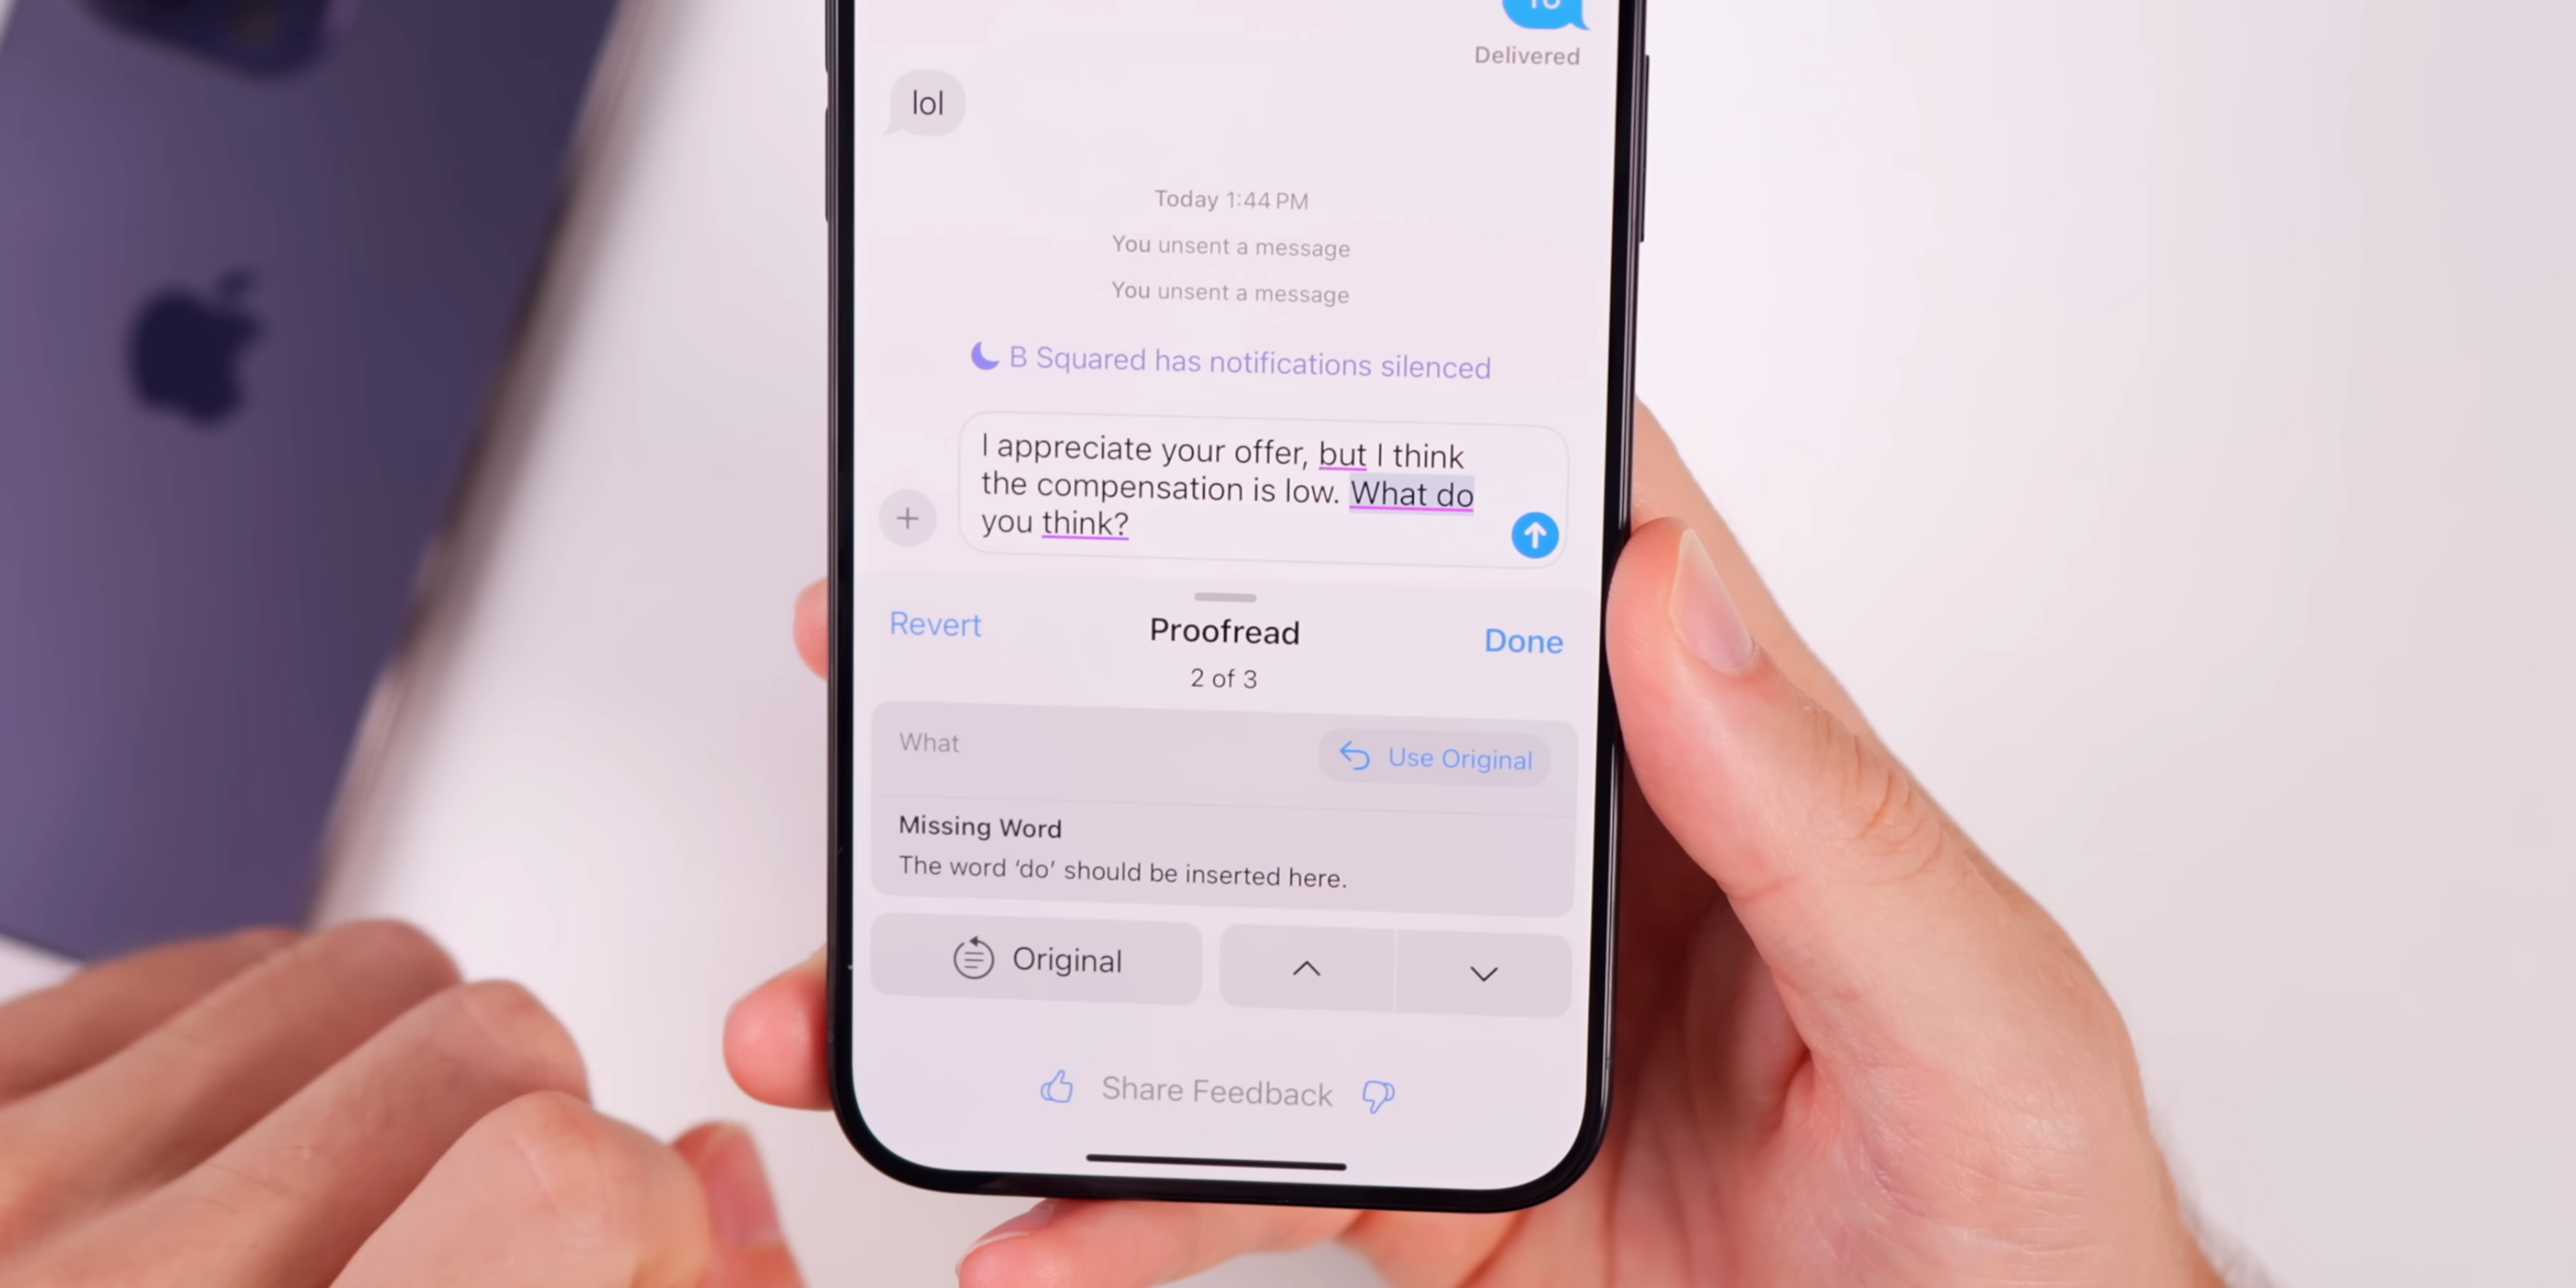 Delivered
lol
Today 1:44 PM
You unsent a message
You unsent a message
B Squared has notifications silenced
I appreciate your offer, but I think
the compensation is low. What do
you think?
Revert
Proofread
Done
2 of 3
What
Use Original
Missing Word
The word ‘do’ should be inserted here.
Original
Share Feedback